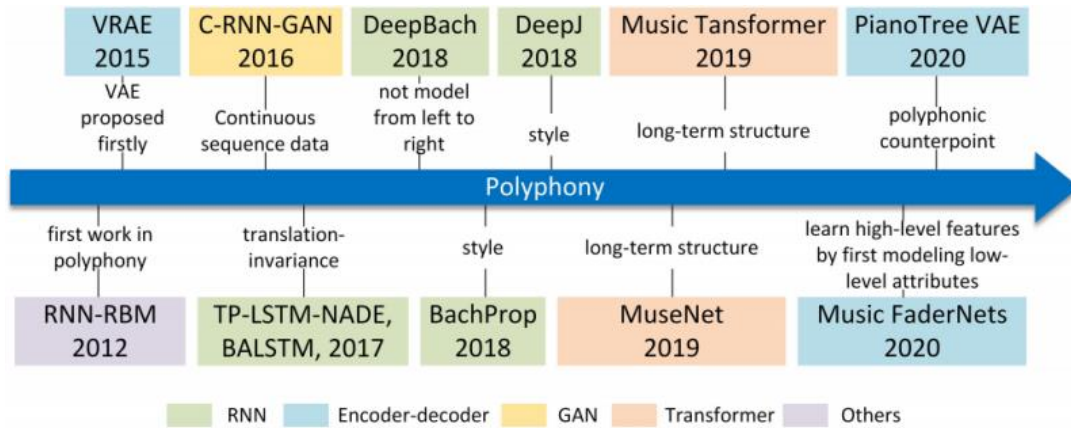 VRAE
2015
C-RNN-GAN
2016
DeepBach
2018
DeepJ
2018
Music Tansformer
2019
PianoTree VAE
2020
VAE
proposed
firstly
Continuous
sequence data
not model
from left to
right
style
long-term structure
polyphonic
counterpoint
Polyphony
first work in
polyphony
translation-
invariance
style
long-term structure
learn high-level features
by first modeling low-
level attributes
RNN-RBM
2012
TP-LSTM-NADE,
BALSTM, 2017
BachProp
2018
MuseNet
2019
Music FaderNets
2020
RNN
Encoder-decoder
GAN
Transformer
Others